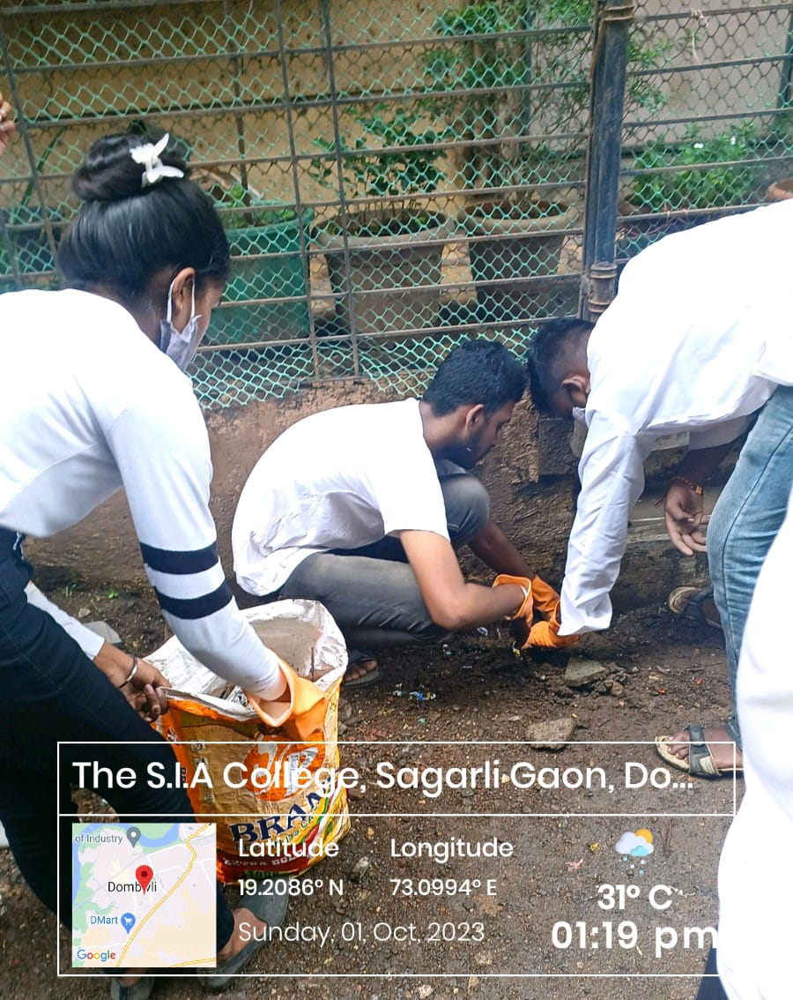 The S.I.A College, Sagarli Gaon, Do...
of Industry
Dombivli
DMart
Google
Latitude
Longitude
19.2086° N
73.0994° E
31° C
Sunday, 01, Oct, 2023
01:19 pm